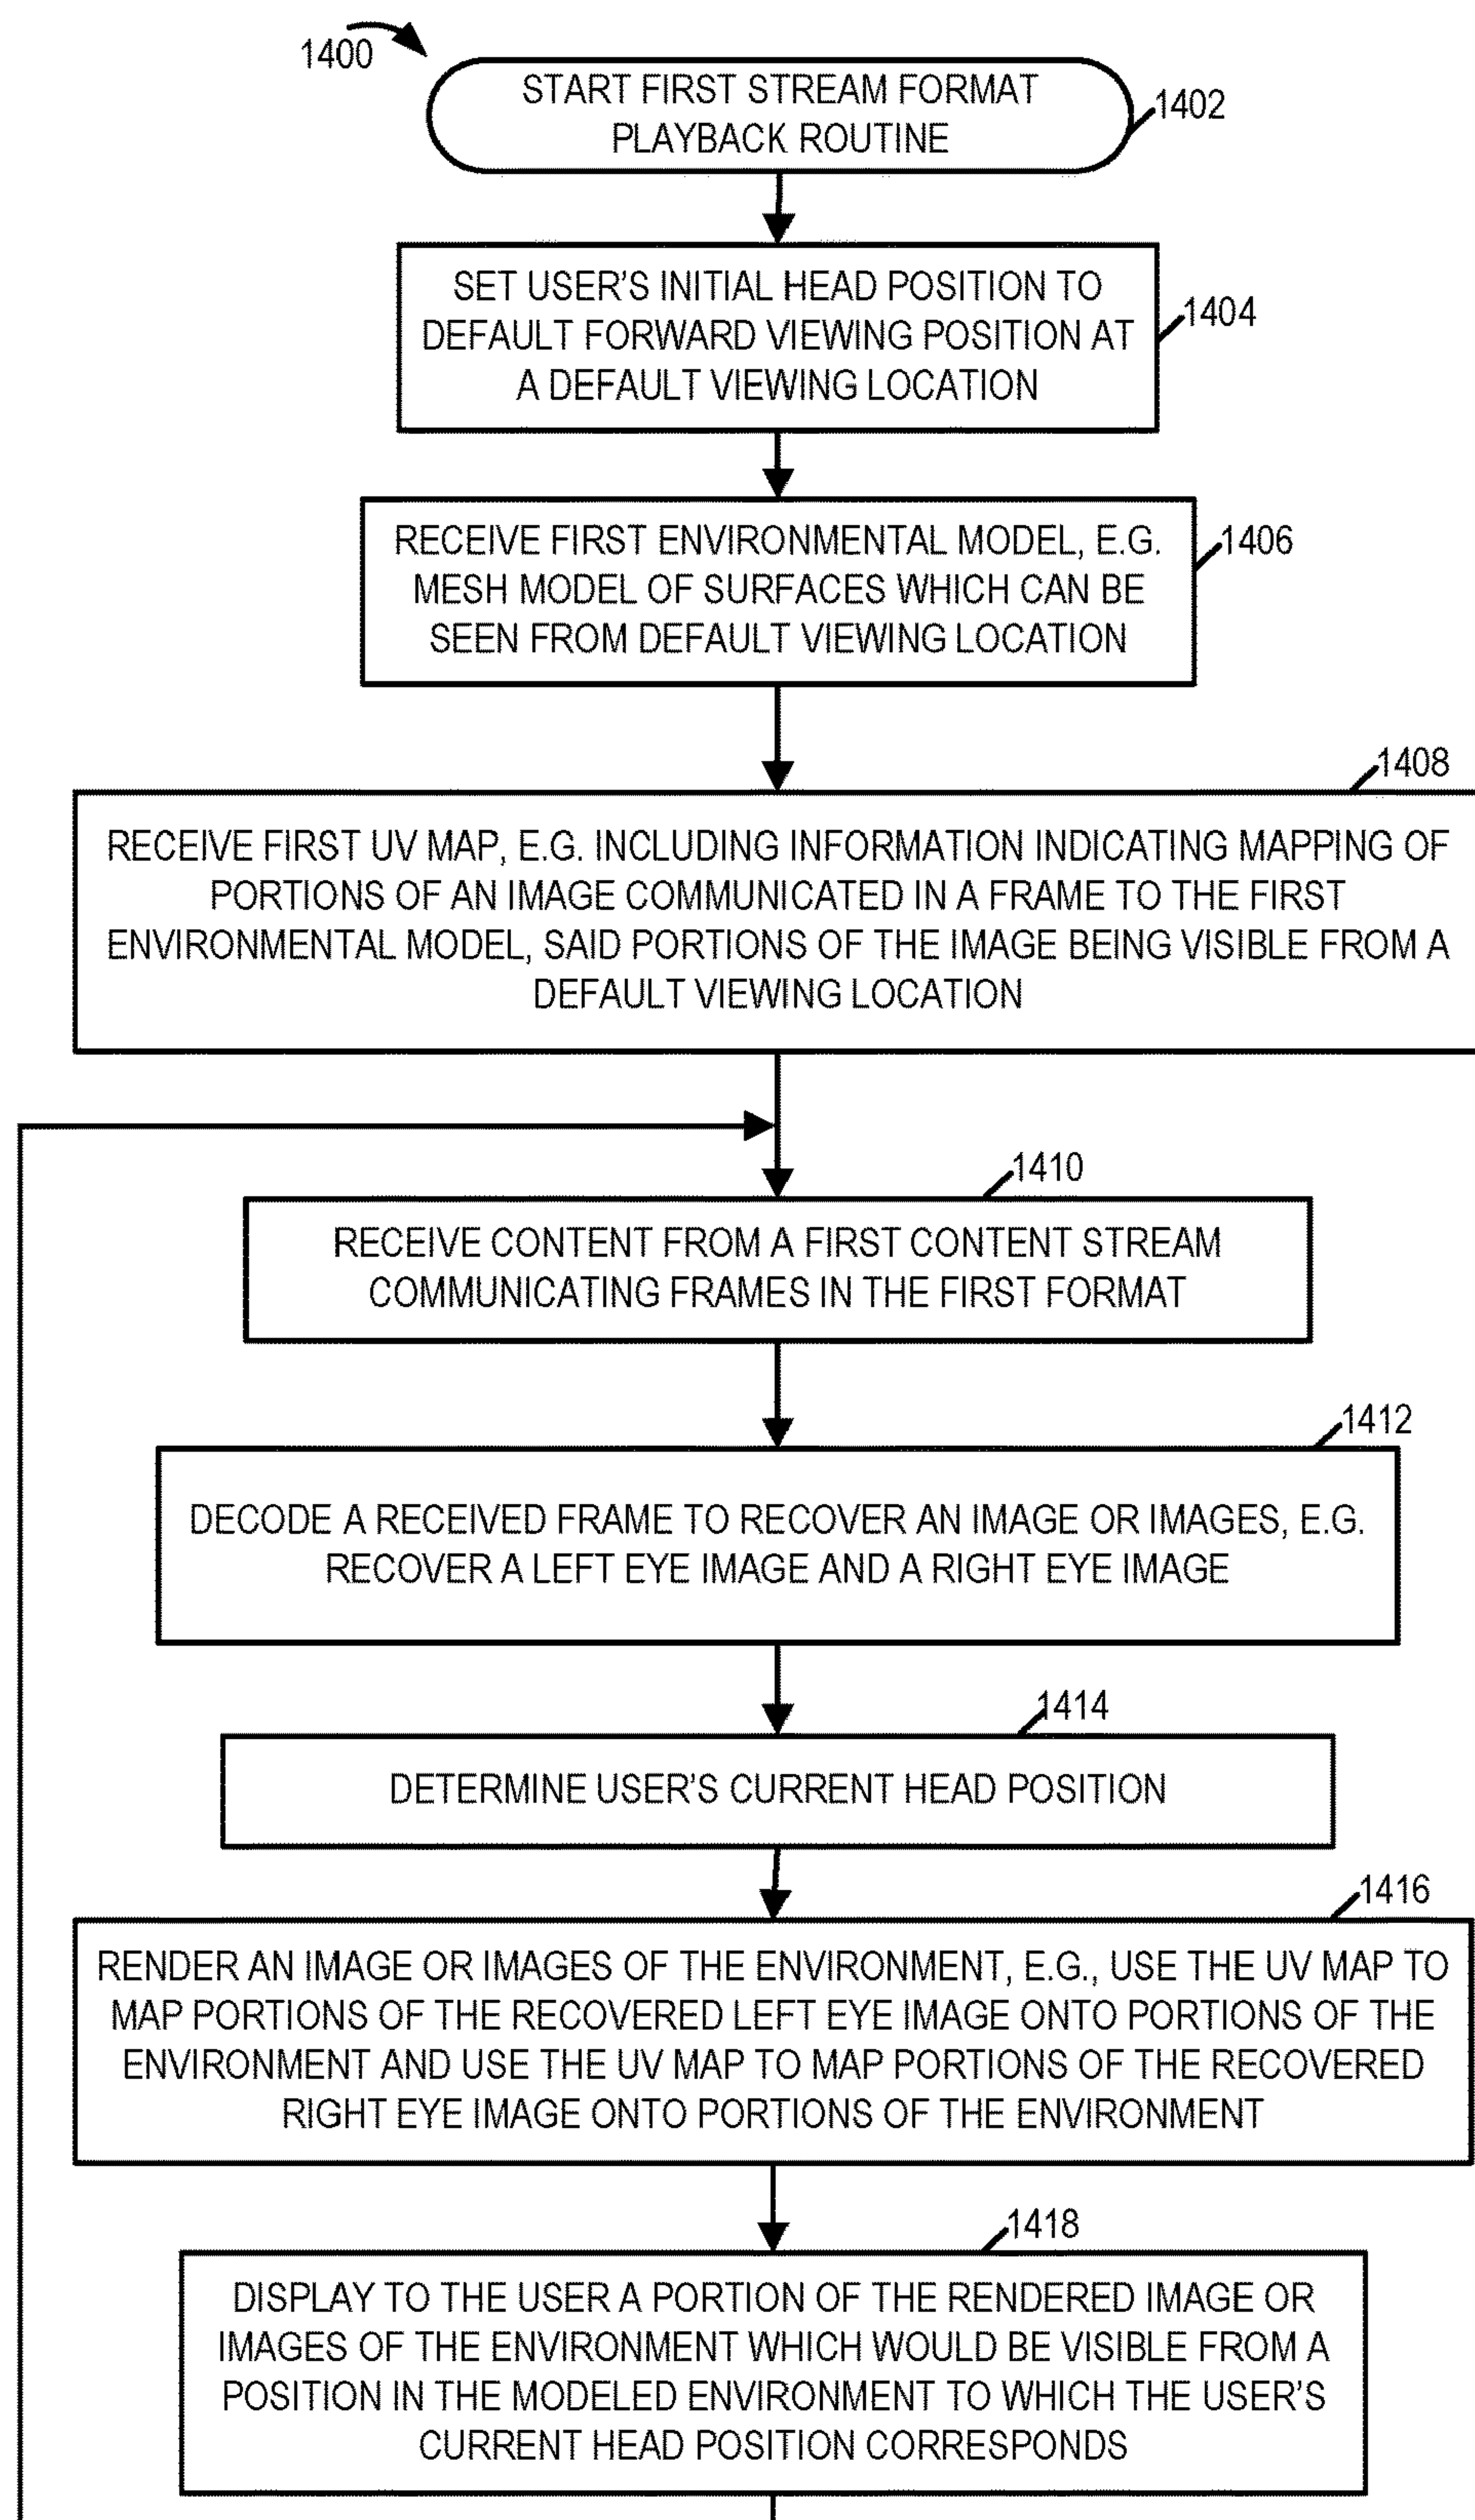 1400
START FIRST STREAM FORMAT
PLAYBACK ROUTINE
1402
SET USER'S INITIAL HEAD POSITION TO
DEFAULT FORWARD VIEWING POSITION AT
A DEFAULT VIEWING LOCATION
1404
RECEIVE FIRST ENVIRONMENTAL MODEL, E.G.
MESH MODEL OF SURFACES WHICH CAN BE
SEEN FROM DEFAULT VIEWING LOCATION
1406
1408
RECEIVE FIRST UV MAP, E.G. INCLUDING INFORMATION INDICATING MAPPING OF
PORTIONS OF AN IMAGE COMMUNICATED IN A FRAME TO THE FIRST
ENVIRONMENTAL MODEL, SAID PORTIONS OF THE IMAGE BEING VISIBLE FROM A
DEFAULT VIEWING LOCATION
1410
RECEIVE CONTENT FROM A FIRST CONTENT STREAM
COMMUNICATING FRAMES IN THE FIRST FORMAT
1412
DECODE A RECEIVED FRAME TO RECOVER AN IMAGE OR IMAGES, E.G.
RECOVER A LEFT EYE IMAGE AND A RIGHT EYE IMAGE
1414
DETERMINE USER'S CURRENT HEAD POSITION
1416
RENDER AN IMAGE OR IMAGES OF THE ENVIRONMENT, E.G., USE THE UV MAP TO
MAP PORTIONS OF THE RECOVERED LEFT EYE IMAGE ONTO PORTIONS OF THE
ENVIRONMENT AND USE THE UV MAP TO MAP PORTIONS OF THE RECOVERED
RIGHT EYE IMAGE ONTO PORTIONS OF THE ENVIRONMENT
1418
DISPLAY TO THE USER A PORTION OF THE RENDERED IMAGE OR
IMAGES OF THE ENVIRONMENT WHICH WOULD BE VISIBLE FROM A
POSITION IN THE MODELED ENVIRONMENT TO WHICH THE USER'S
CURRENT HEAD POSITION CORRESPONDS